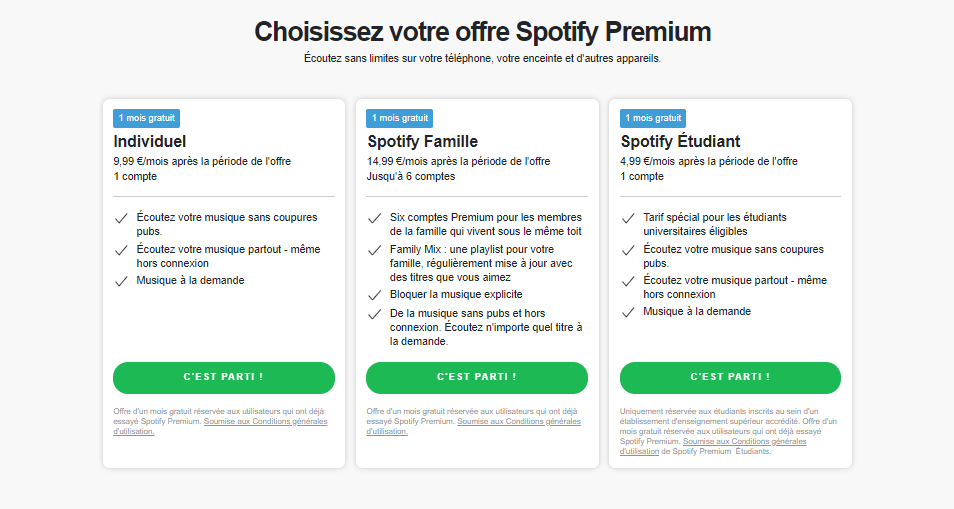 Choisissez votre offre Spotify Premium
Écoutez sans limites sur votre téléphone, votre enceinte et d'autres appareils.
1 mois gratuit
Individuel
9,99 €/mois après la période de l'offre
1 compte
Écoutez votre musique sans coupures
pubs.
Écoutez votre musique partout - même
hors connexion
Musique à la demande
C'EST PARTI !
Offre d'un mois gratuit réservée aux utilisateurs qui ont déjà
essayé Spotify Premium. Soumise aux Conditions générales
d'utilisation.
1 mois gratuit
Spotify Famille
14,99 €/mois après la période de l'offre
Jusqu'à 6 comptes
Six comptes Premium pour les membres
de la famille qui vivent sous le même toit
Family Mix : une playlist pour votre
famille, régulièrement mise à jour avec
des titres que vous aimez
Bloquer la musique explicite
De la musique sans pubs et hors
connexion. Écoutez n'importe quel titre à
la demande.
C'EST PARTI !
Offre d'un mois gratuit réservée aux utilisateurs qui ont déjà
essayé Spotify Premium. Soumise aux Conditions générales
d'utilisation.
1 mois gratuit
Spotify Étudiant
4,99 €/mois après la période de l'offre
1 compte
Tarif spécial pour les étudiants
universitaires éligibles
Écoutez votre musique sans coupures
pubs.
Écoutez votre musique partout - même
hors connexion
Musique à la demande
C'EST PARTI !
Uniquement réservée aux étudiants inscrits au sein d'un
établissement d'enseignement supérieur accrédité. Offre d'un
mois gratuit réservée aux utilisateurs qui ont déjà essayé
Spotify Premium. Soumise aux Conditions générales
d'utilisation de Spotify Premium Étudiants.